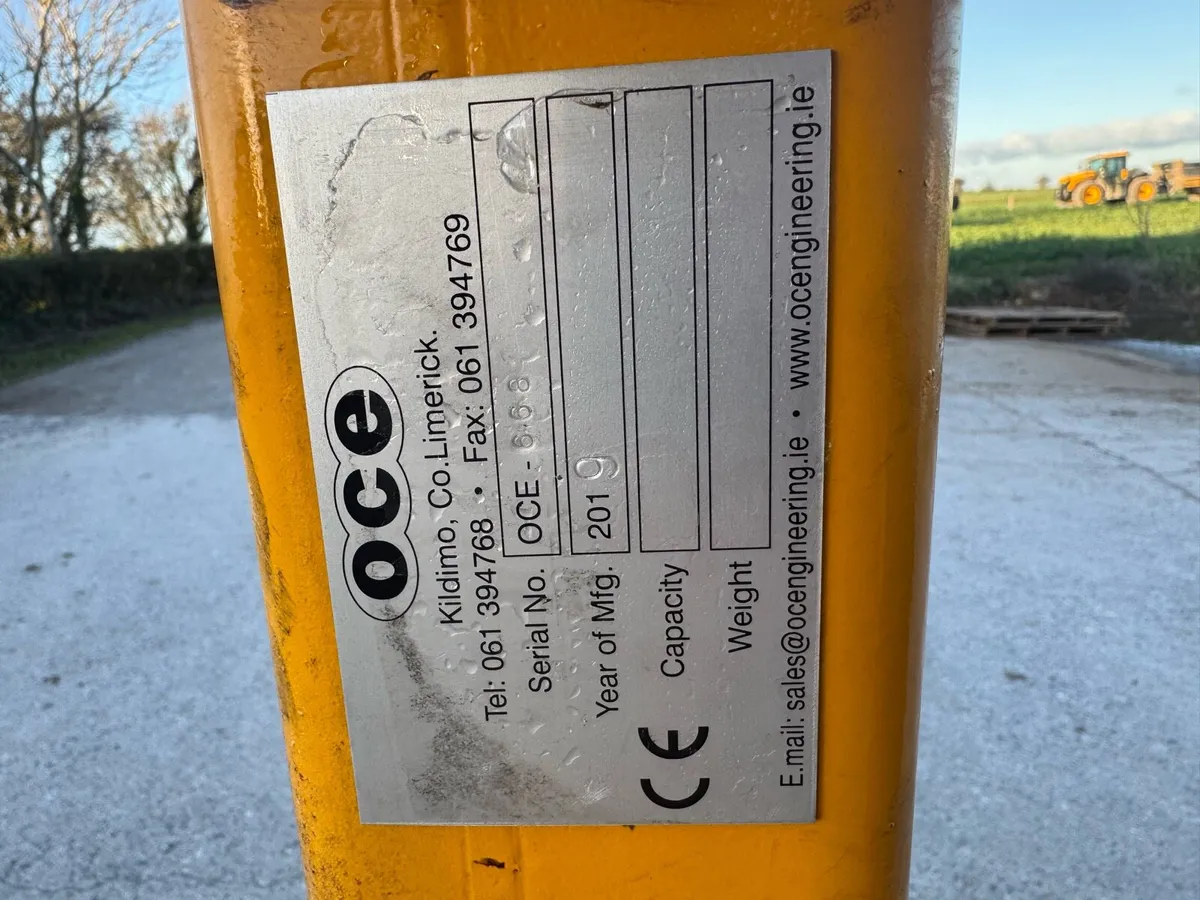 oce
Kildimo, Co.Limerick.
Tel: 061 394768 • Fax: 061 394769
Serial No. OCE - 668
Year of Mfg. 2019
Capacity
Weight
CE
E.mail: sales@ocengineering.ie • www.ocengineering.ie